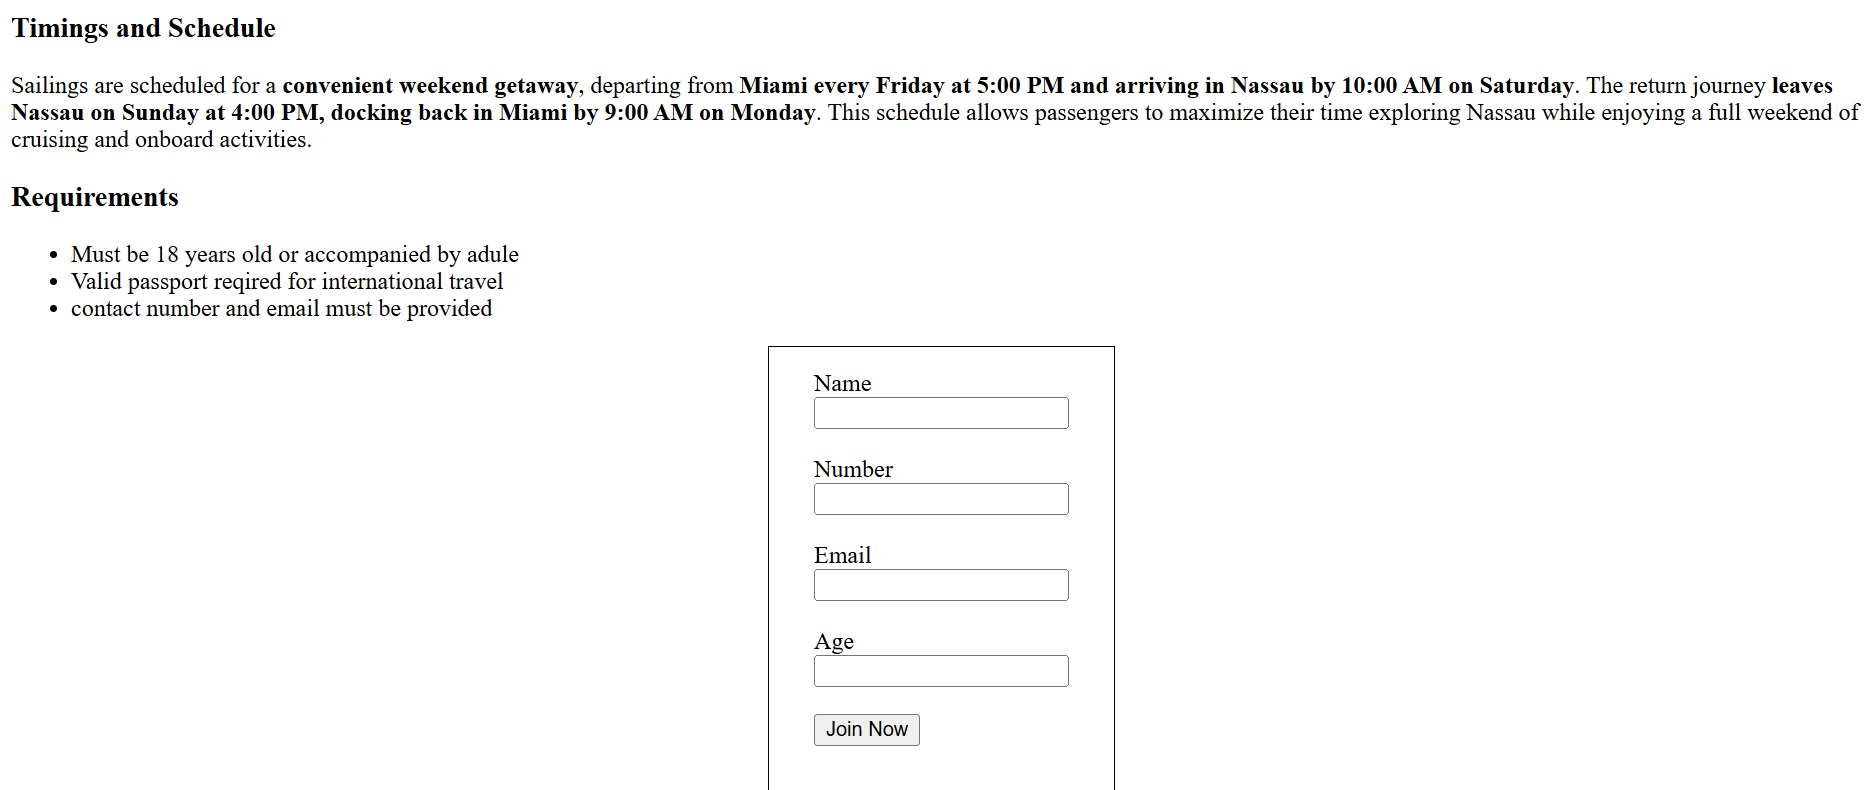 Timings and Schedule
Sailings are scheduled for a convenient weekend getaway, departing from Miami every Friday at 5:00 PM and arriving in Nassau by 10:00 AM on Saturday. The return journey leaves
Nassau on Sunday at 4:00 PM, docking back in Miami by 9:00 AM on Monday. This schedule allows passengers to maximize their time exploring Nassau while enjoying a full weekend of
cruising and onboard activities.
Requirements
• Must be 18 years old or accompanied by adule
• Valid passport reqired for international travel
• contact number and email must be provided
Name
Number
Email
Age
Join Now